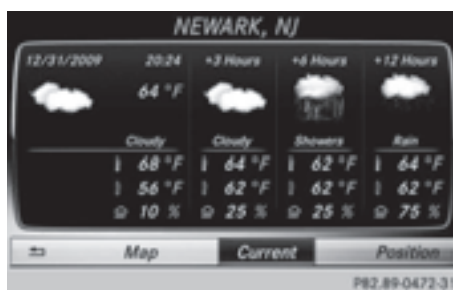 NEWARK, NJ
12/31/2009 20:24 +3 Hours +6 Hours +12 Hours
64 °F
Cloudy Cloudy Showers Rain
68 °F 64 °F 62 °F 64 °F
56 °F 62 °F 62 °F 62 °F
10 % 25 % 25 % 75 %
Map Current Position
P82.89-0472-31